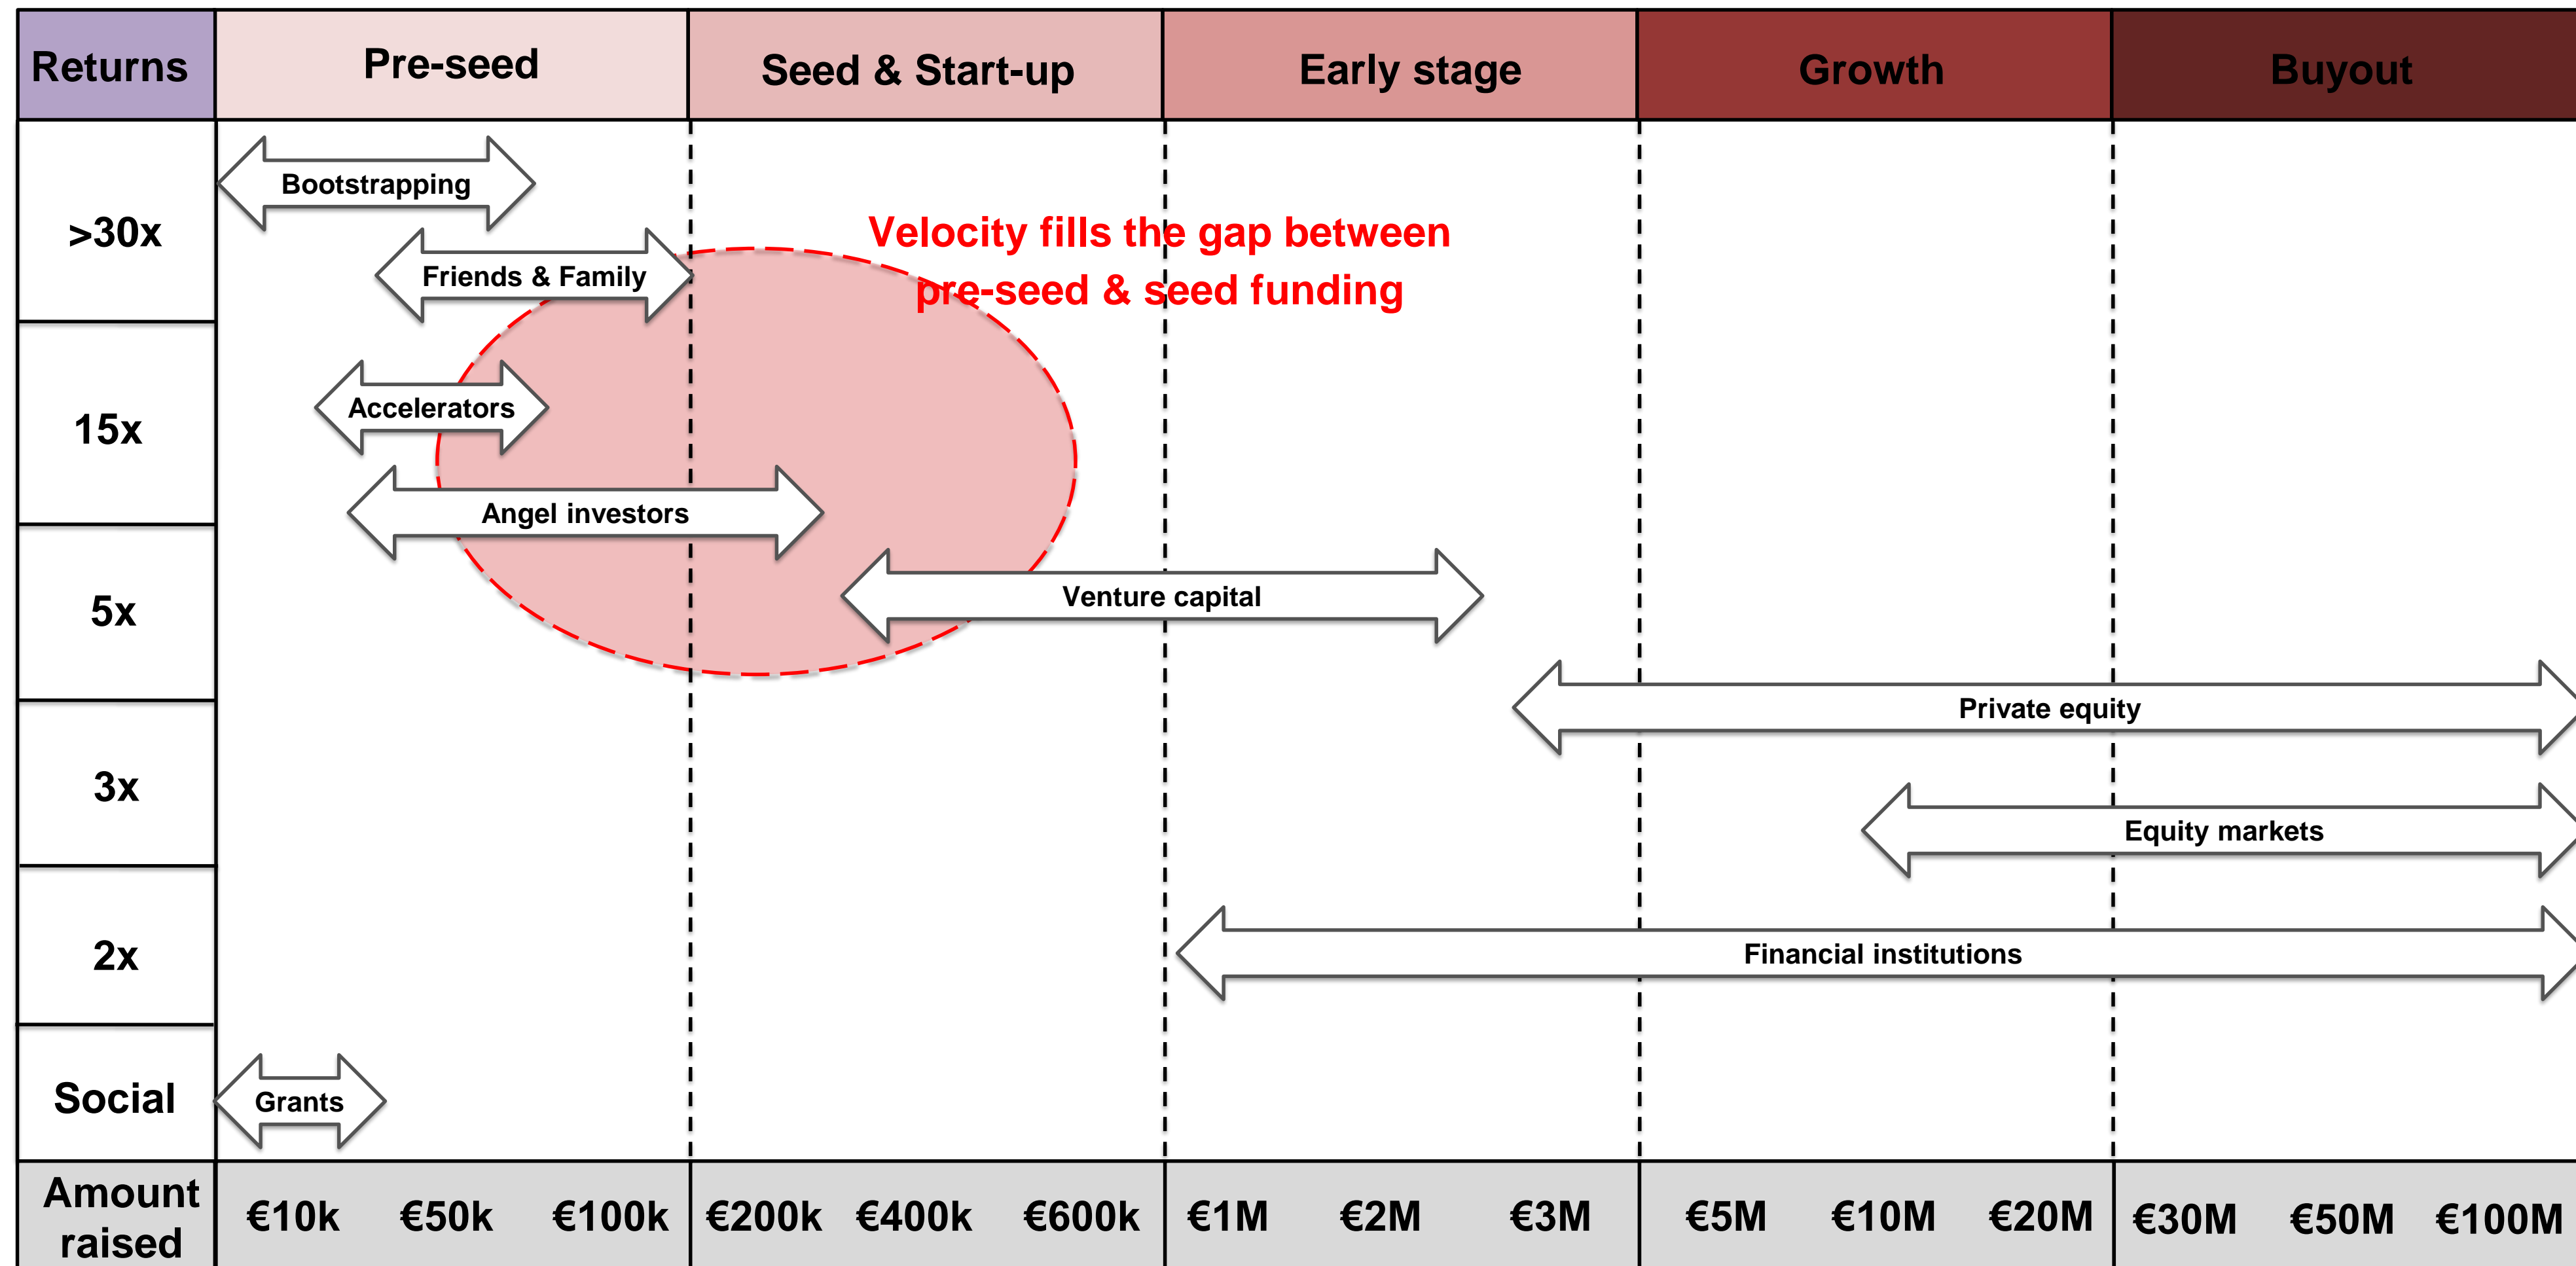 Returns
Pre-seed
Seed & Start-up
Early stage
Growth
Buyout
>30x
Bootstrapping
Velocity fills the gap between
pre-seed & seed funding
Friends & Family
15x
Accelerators
Angel investors
5x
Venture capital
Private equity
3x
Equity markets
2x
Financial institutions
Social
Grants
Amount
raised
€10k
€50k
€100k
€200k
€400k
€600k
€1M
€2M
€3M
€5M
€10M
€20M
€30M
€50M
€100M